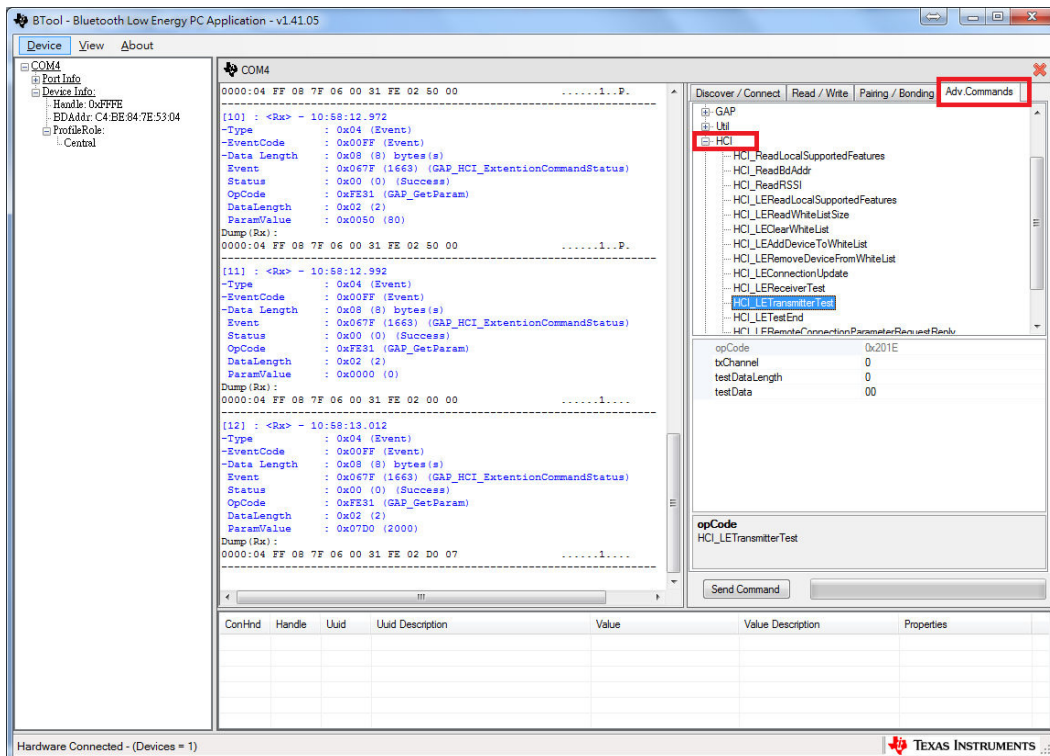 BTool - Bluetooth Low Energy PC Application - v1.41.05
Device View About
COM4
Port Info
Device Info:
Handle: 0xFFFE
BDAddr: C4:BE:84:7E:53:04
ProfileRole:
Central
COM4
0000:04 FF 08 7F 06 00 31 FE 02 50 00 ......1..P.
--------------------------------------------------------------
[10] : <Rx> - 10:58:12.972
-Type : 0x04 (Event)
-EventCode : 0x00FF (Event)
-Data Length : 0x08 (8) bytes(s)
Event : 0x067F (1663) (GAP_HCI_ExtentionCommandStatus)
Status : 0x00 (0) (Success)
OpCode : 0xFE31 (GAP_GetParam)
DataLength : 0x02 (2)
ParamValue : 0x0050 (80)
Dump(Rx):
0000:04 FF 08 7F 06 00 31 FE 02 50 00 ......1..P.
--------------------------------------------------------------
[11] : <Rx> - 10:58:12.992
-Type : 0x04 (Event)
-EventCode : 0x00FF (Event)
-Data Length : 0x08 (8) bytes(s)
Event : 0x067F (1663) (GAP_HCI_ExtentionCommandStatus)
Status : 0x00 (0) (Success)
OpCode : 0xFE31 (GAP_GetParam)
DataLength : 0x02 (2)
ParamValue : 0x0000 (0)
Dump(Rx):
0000:04 FF 08 7F 06 00 31 FE 02 00 00 ......1....
--------------------------------------------------------------
[12] : <Rx> - 10:58:13.012
-Type : 0x04 (Event)
-EventCode : 0x00FF (Event)
-Data Length : 0x08 (8) bytes(s)
Event : 0x067F (1663) (GAP_HCI_ExtentionCommandStatus)
Status : 0x00 (0) (Success)
OpCode : 0xFE31 (GAP_GetParam)
DataLength : 0x02 (2)
ParamValue : 0x07D0 (2000)
Dump(Rx):
0000:04 FF 08 7F 06 00 31 FE 02 D0 07 ......1....
--------------------------------------------------------------
Discover / Connect Read / Write Pairing / Bonding Adv.Commands
GAP
Util
HCI
HCI_ReadLocalSupportedFeatures
HCI_ReadBdAddr
HCI_ReadRSSI
HCI_LEReadLocalSupportedFeatures
HCI_LEReadWhiteListSize
HCI_LEClearWhiteList
HCI_LEAddDeviceToWhiteList
HCI_LERemoveDeviceFromWhiteList
HCI_LEConnectionUpdate
HCI_LEReceiverTest
HCI_LETransmitterTest
HCI_LETestEnd
HCI_LERemoteConnectionParameterRequestReply
opCode 0x201E
txChannel 0
testDataLength 0
testData 00
opCode
HCI_LETransmitterTest
Send Command
ConHnd Handle Uuid Uuid Description Value Value Description Properties
Hardware Connected - (Devices = 1)
TEXAS INSTRUMENTS